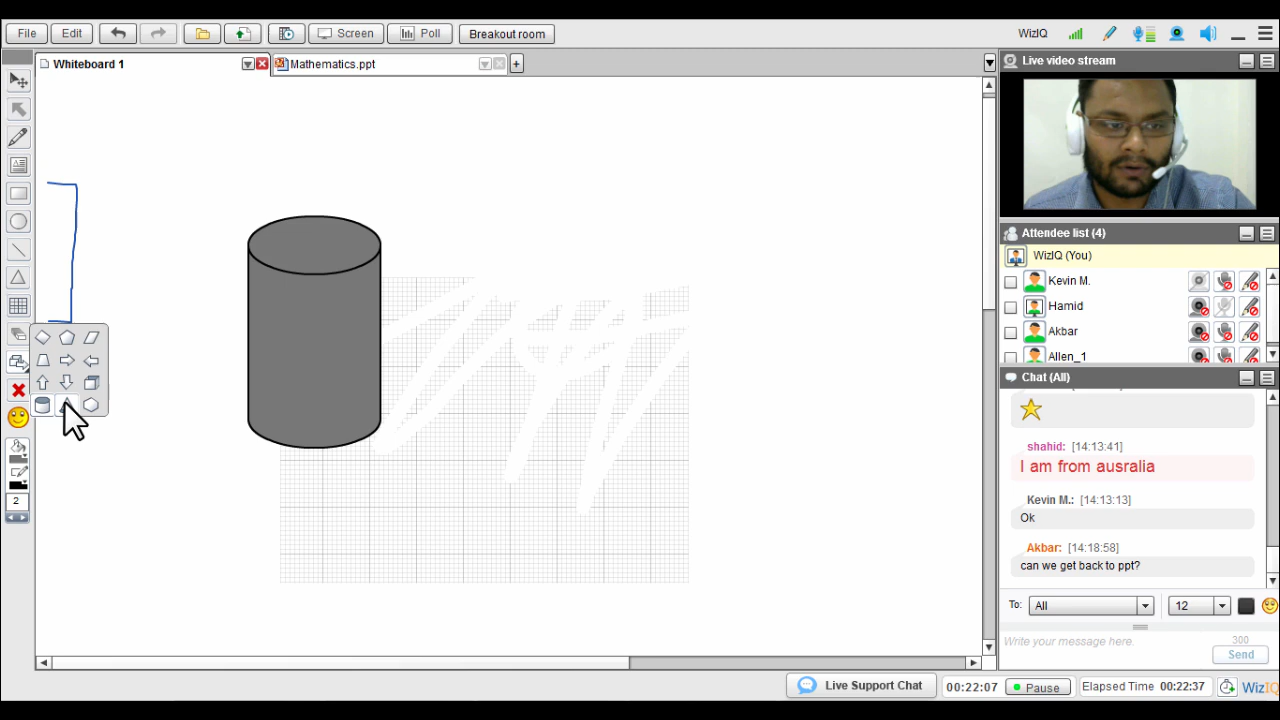 File Edit Screen Poll Breakout room WizIQ
Whiteboard 1 Mathematics.ppt +
Live video stream
Attendee list (4)
WizIQ (You)
Kevin M.
Hamid
Akbar
Allen_1
Chat (All)
shahid: [14:13:41]
I am from ausralia
Kevin M.: [14:13:13]
Ok
Akbar: [14:18:58]
can we get back to ppt?
2
To: All 12
Write your message here. 300
Send
Live Support Chat 00:22:07 Pause Elapsed Time 00:22:37 WizIQ